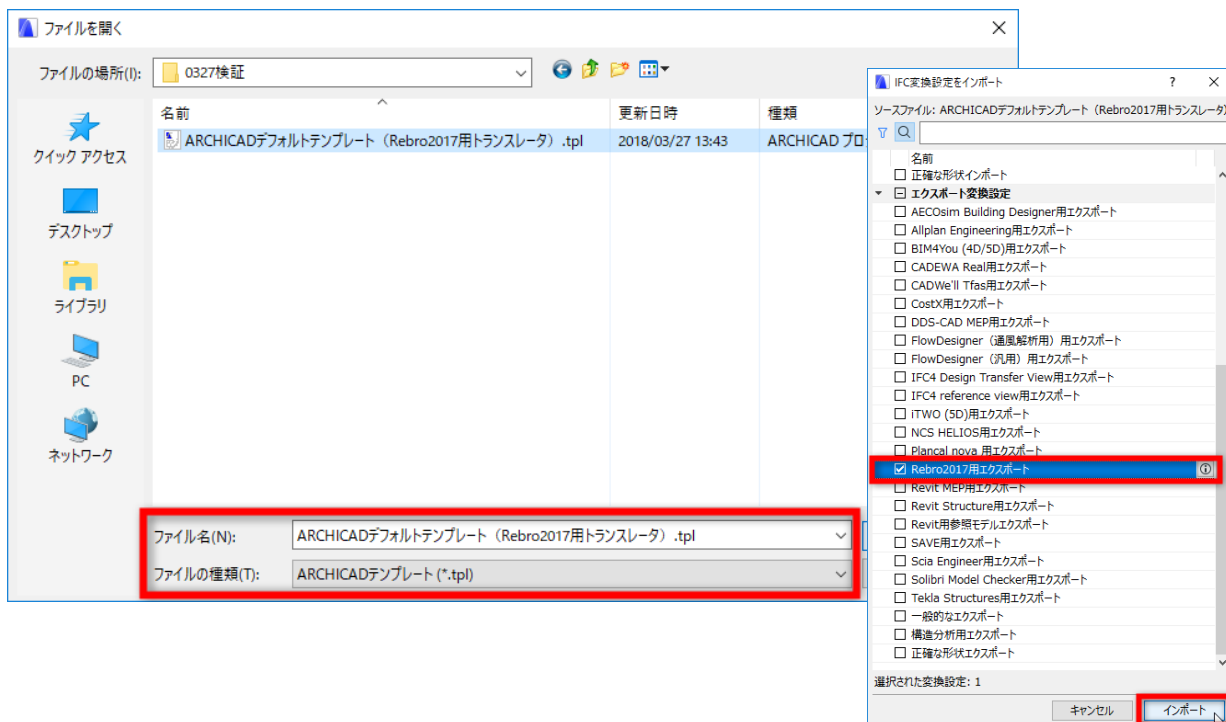 ファイルを開く
ファイルの場所(I):
0327検証
名前
更新日時
種類
ARCHICADデフォルトテンプレート（Rebro2017用トランスレータ）.tpl
2018/03/27 13:43
ARCHICAD プロ
クイック アクセス
デスクトップ
ライブラリ
PC
ネットワーク
ファイル名(N):
ARCHICADデフォルトテンプレート（Rebro2017用トランスレータ）.tpl
ファイルの種類(T):
ARCHICADテンプレート (*.tpl)
IFC変換設定をインポート
ソースファイル: ARCHICADデフォルトテンプレート（Rebro2017用トランスレータ）
名前
正確な形状インポート
エクスポート変換設定
AECOsim Building Designer用エクスポート
Allplan Engineering用エクスポート
BIM4You (4D/5D)用エクスポート
CADEWA Real用エクスポート
CADWe'll Tfas用エクスポート
CostX用エクスポート
DDS-CAD MEP用エクスポート
FlowDesigner（通風解析用）用エクスポート
FlowDesigner（汎用）用エクスポート
IFC4 Design Transfer View用エクスポート
IFC4 reference view用エクスポート
iTWO (5D)用エクスポート
NCS HELIOS用エクスポート
Plancal nova 用エクスポート
Rebro2017用エクスポート
Revit MEP用エクスポート
Revit Structure用エクスポート
Revit用参照モデルエクスポート
SAVE用エクスポート
Scia Engineer用エクスポート
Solibri Model Checker用エクスポート
Tekla Structures用エクスポート
一般的なエクスポート
構造分析用エクスポート
正確な形状エクスポート
選択された変換設定: 1
キャンセル
インポート